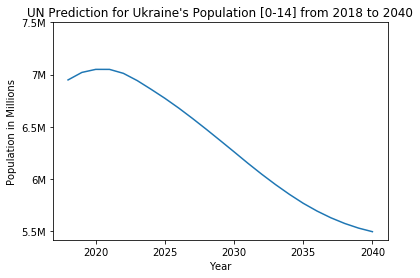 UN Prediction for Ukraine's Population [0-14] from 2018 to 2040
7.5M
7M
6.5M
6M
5.5M
Population in Millions
2020 2025 2030 2035 2040
Year